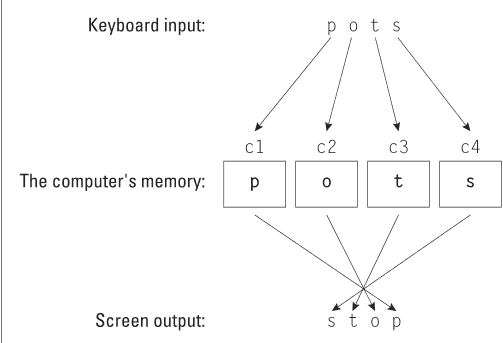 Keyboard input: p o t s
c1 c2 c3 c4
The computer's memory: p o t s
Screen output: s t o p